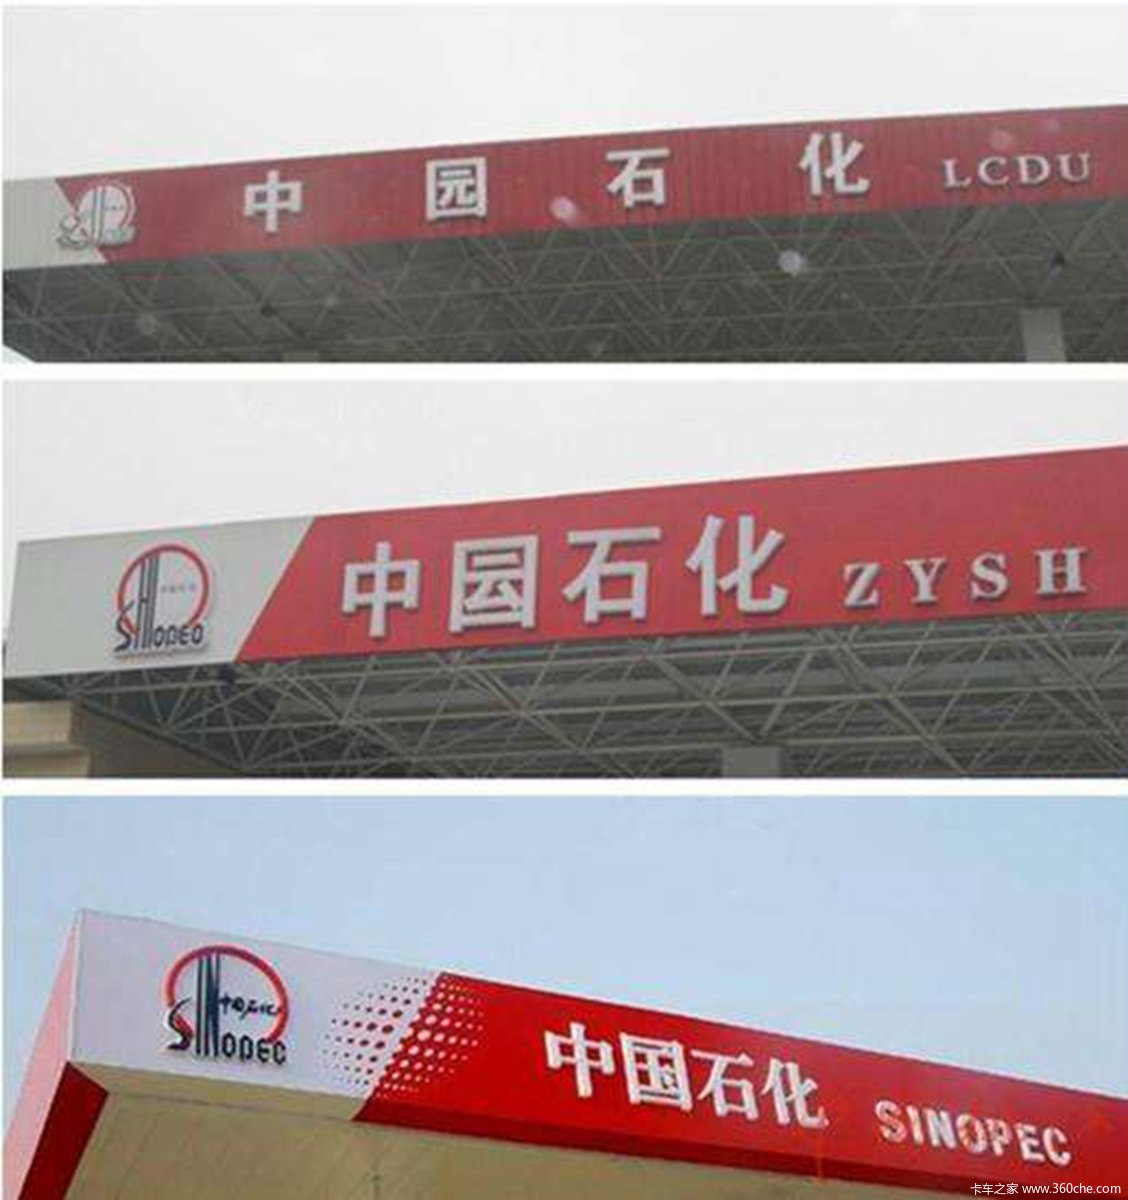 中园石化 LCDU
中囩石化 ZYSH
中国石化
SINOPEC
中国石化 SINOPEC
卡车之家 www.360che.com